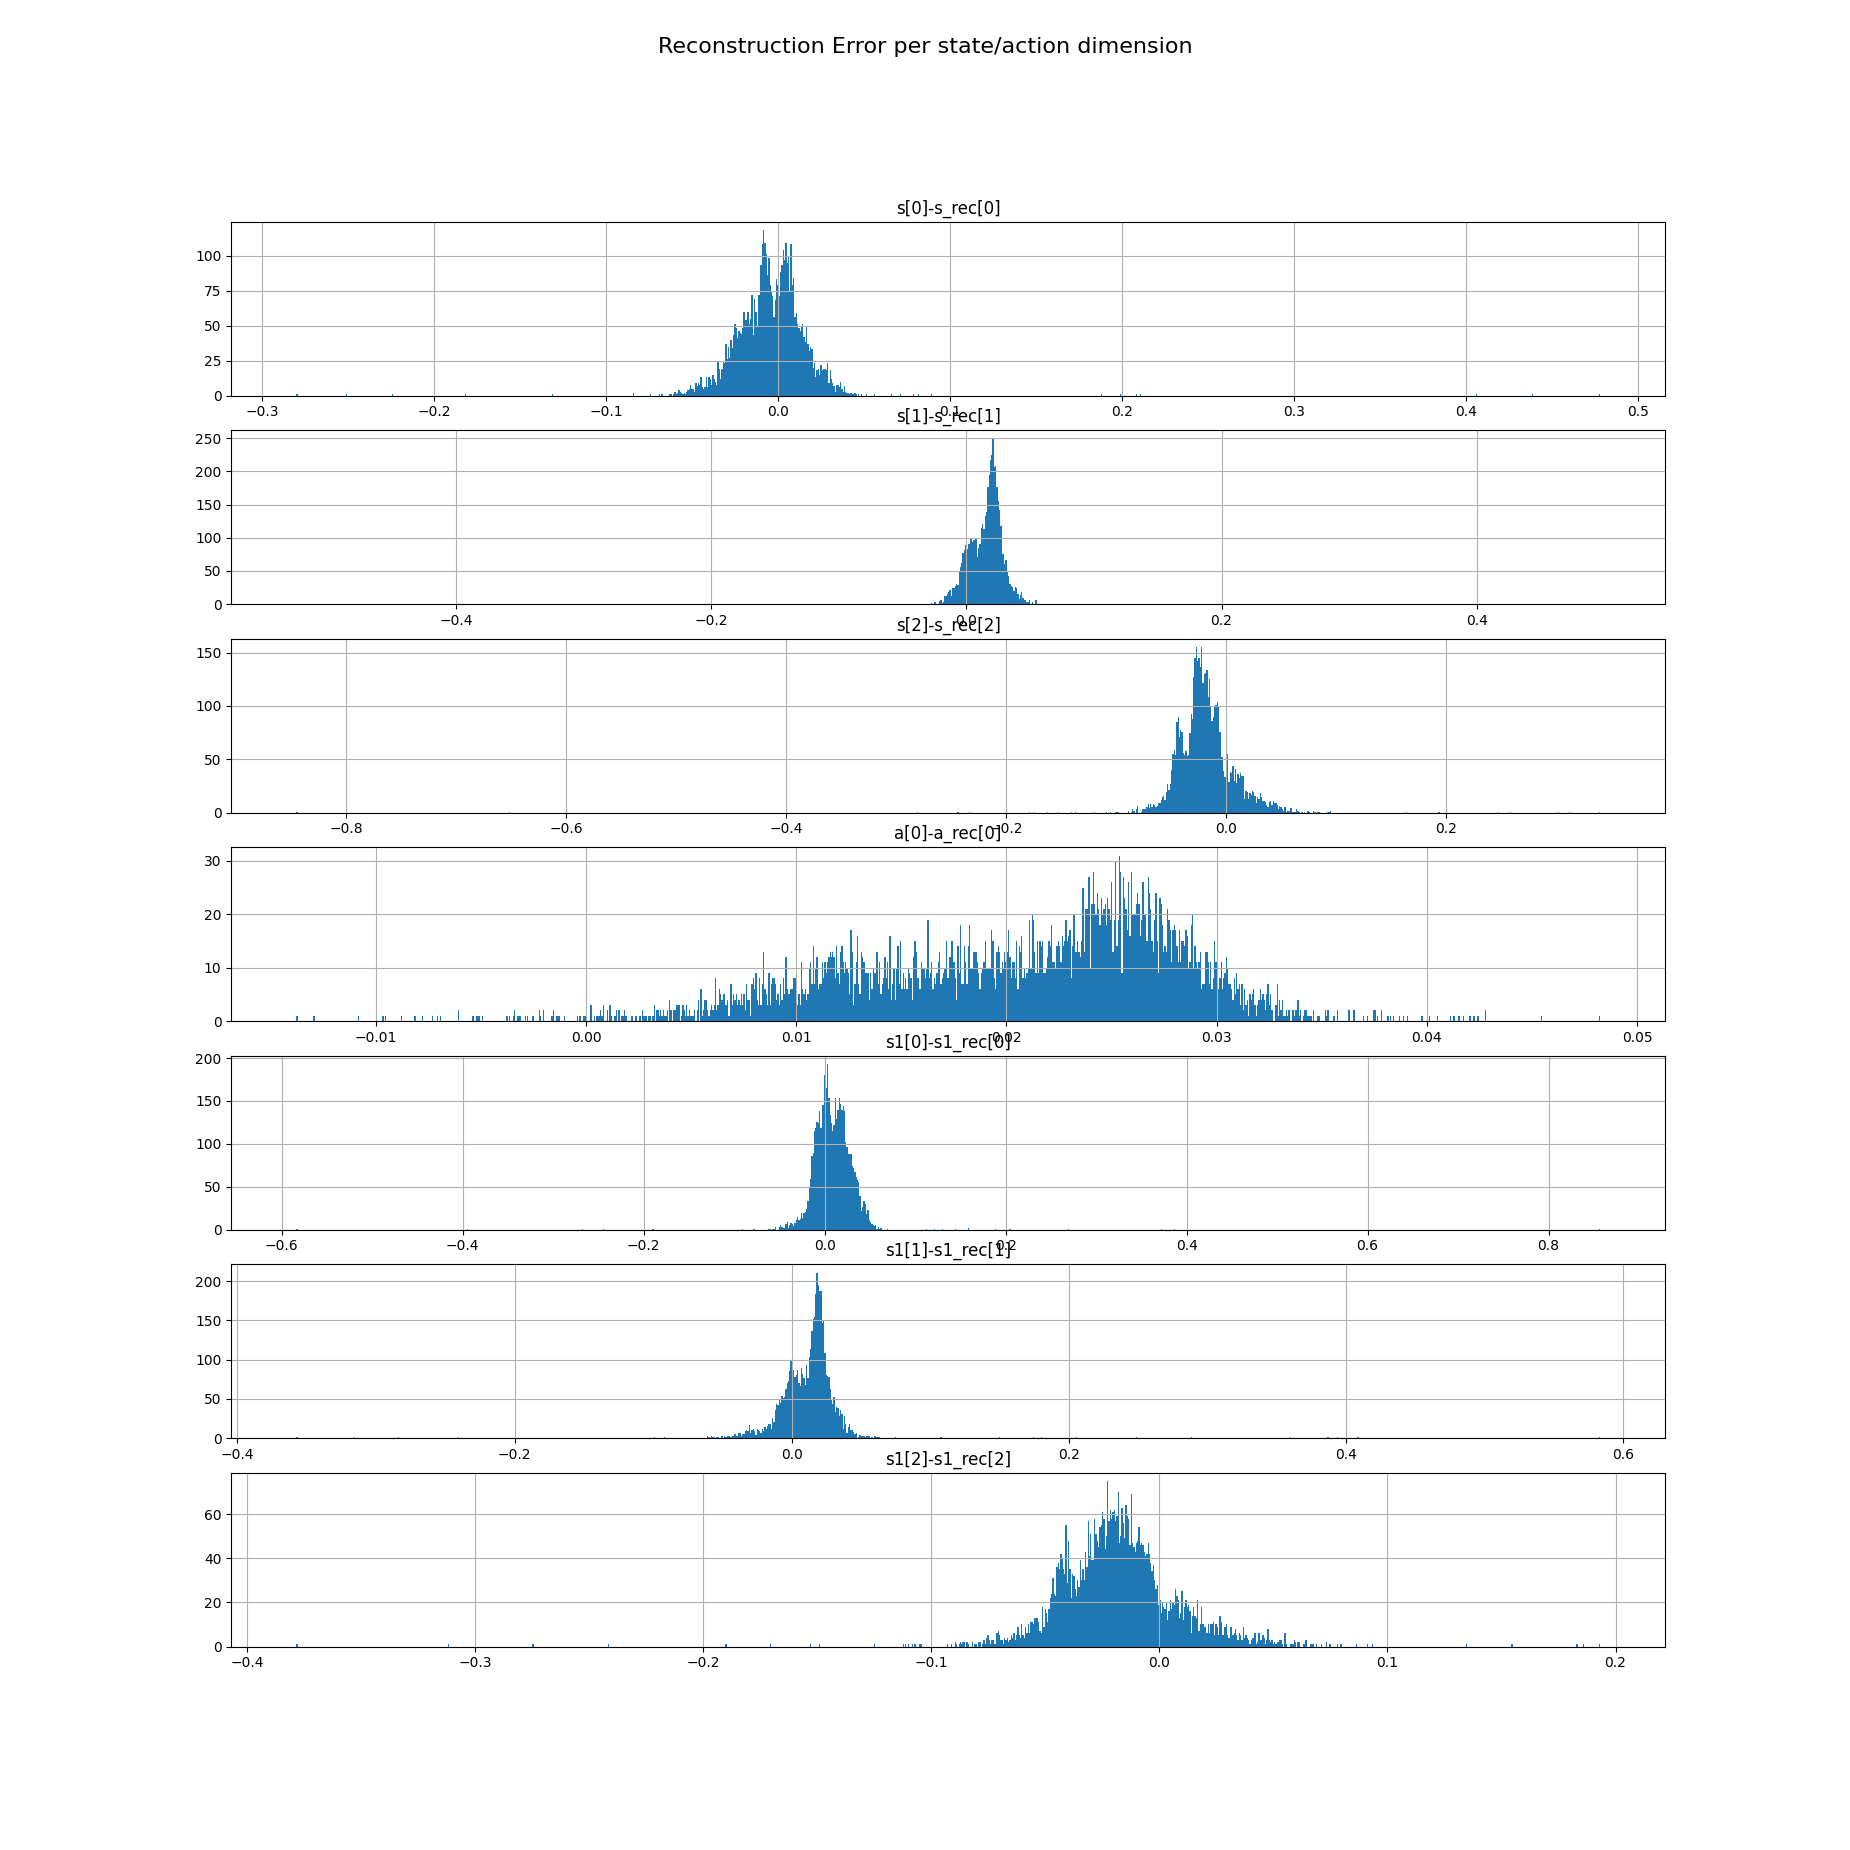 Reconstruction Error per state/action dimension
s[0]-s_rec[0]
100
75
50
25
0
−0.3 −0.2 −0.1 0.0 0.1 0.2 0.3 0.4 0.5
s[1]-s_rec[1]
250
200
150
100
50
0
−0.4 −0.2 0.0 0.2 0.4
s[2]-s_rec[2]
150
100
50
0
−0.8 −0.6 −0.4 −0.2 0.0 0.2
a[0]-a_rec[0]
30
20
10
0
−0.01 0.00 0.01 0.02 0.03 0.04 0.05
s1[0]-s1_rec[0]
200
150
100
50
0
−0.6 −0.4 −0.2 0.0 0.2 0.4 0.6 0.8
s1[1]-s1_rec[1]
200
150
100
50
0
−0.4 −0.2 0.0 0.2 0.4 0.6
s1[2]-s1_rec[2]
60
40
20
0
−0.4 −0.3 −0.2 −0.1 0.0 0.1 0.2